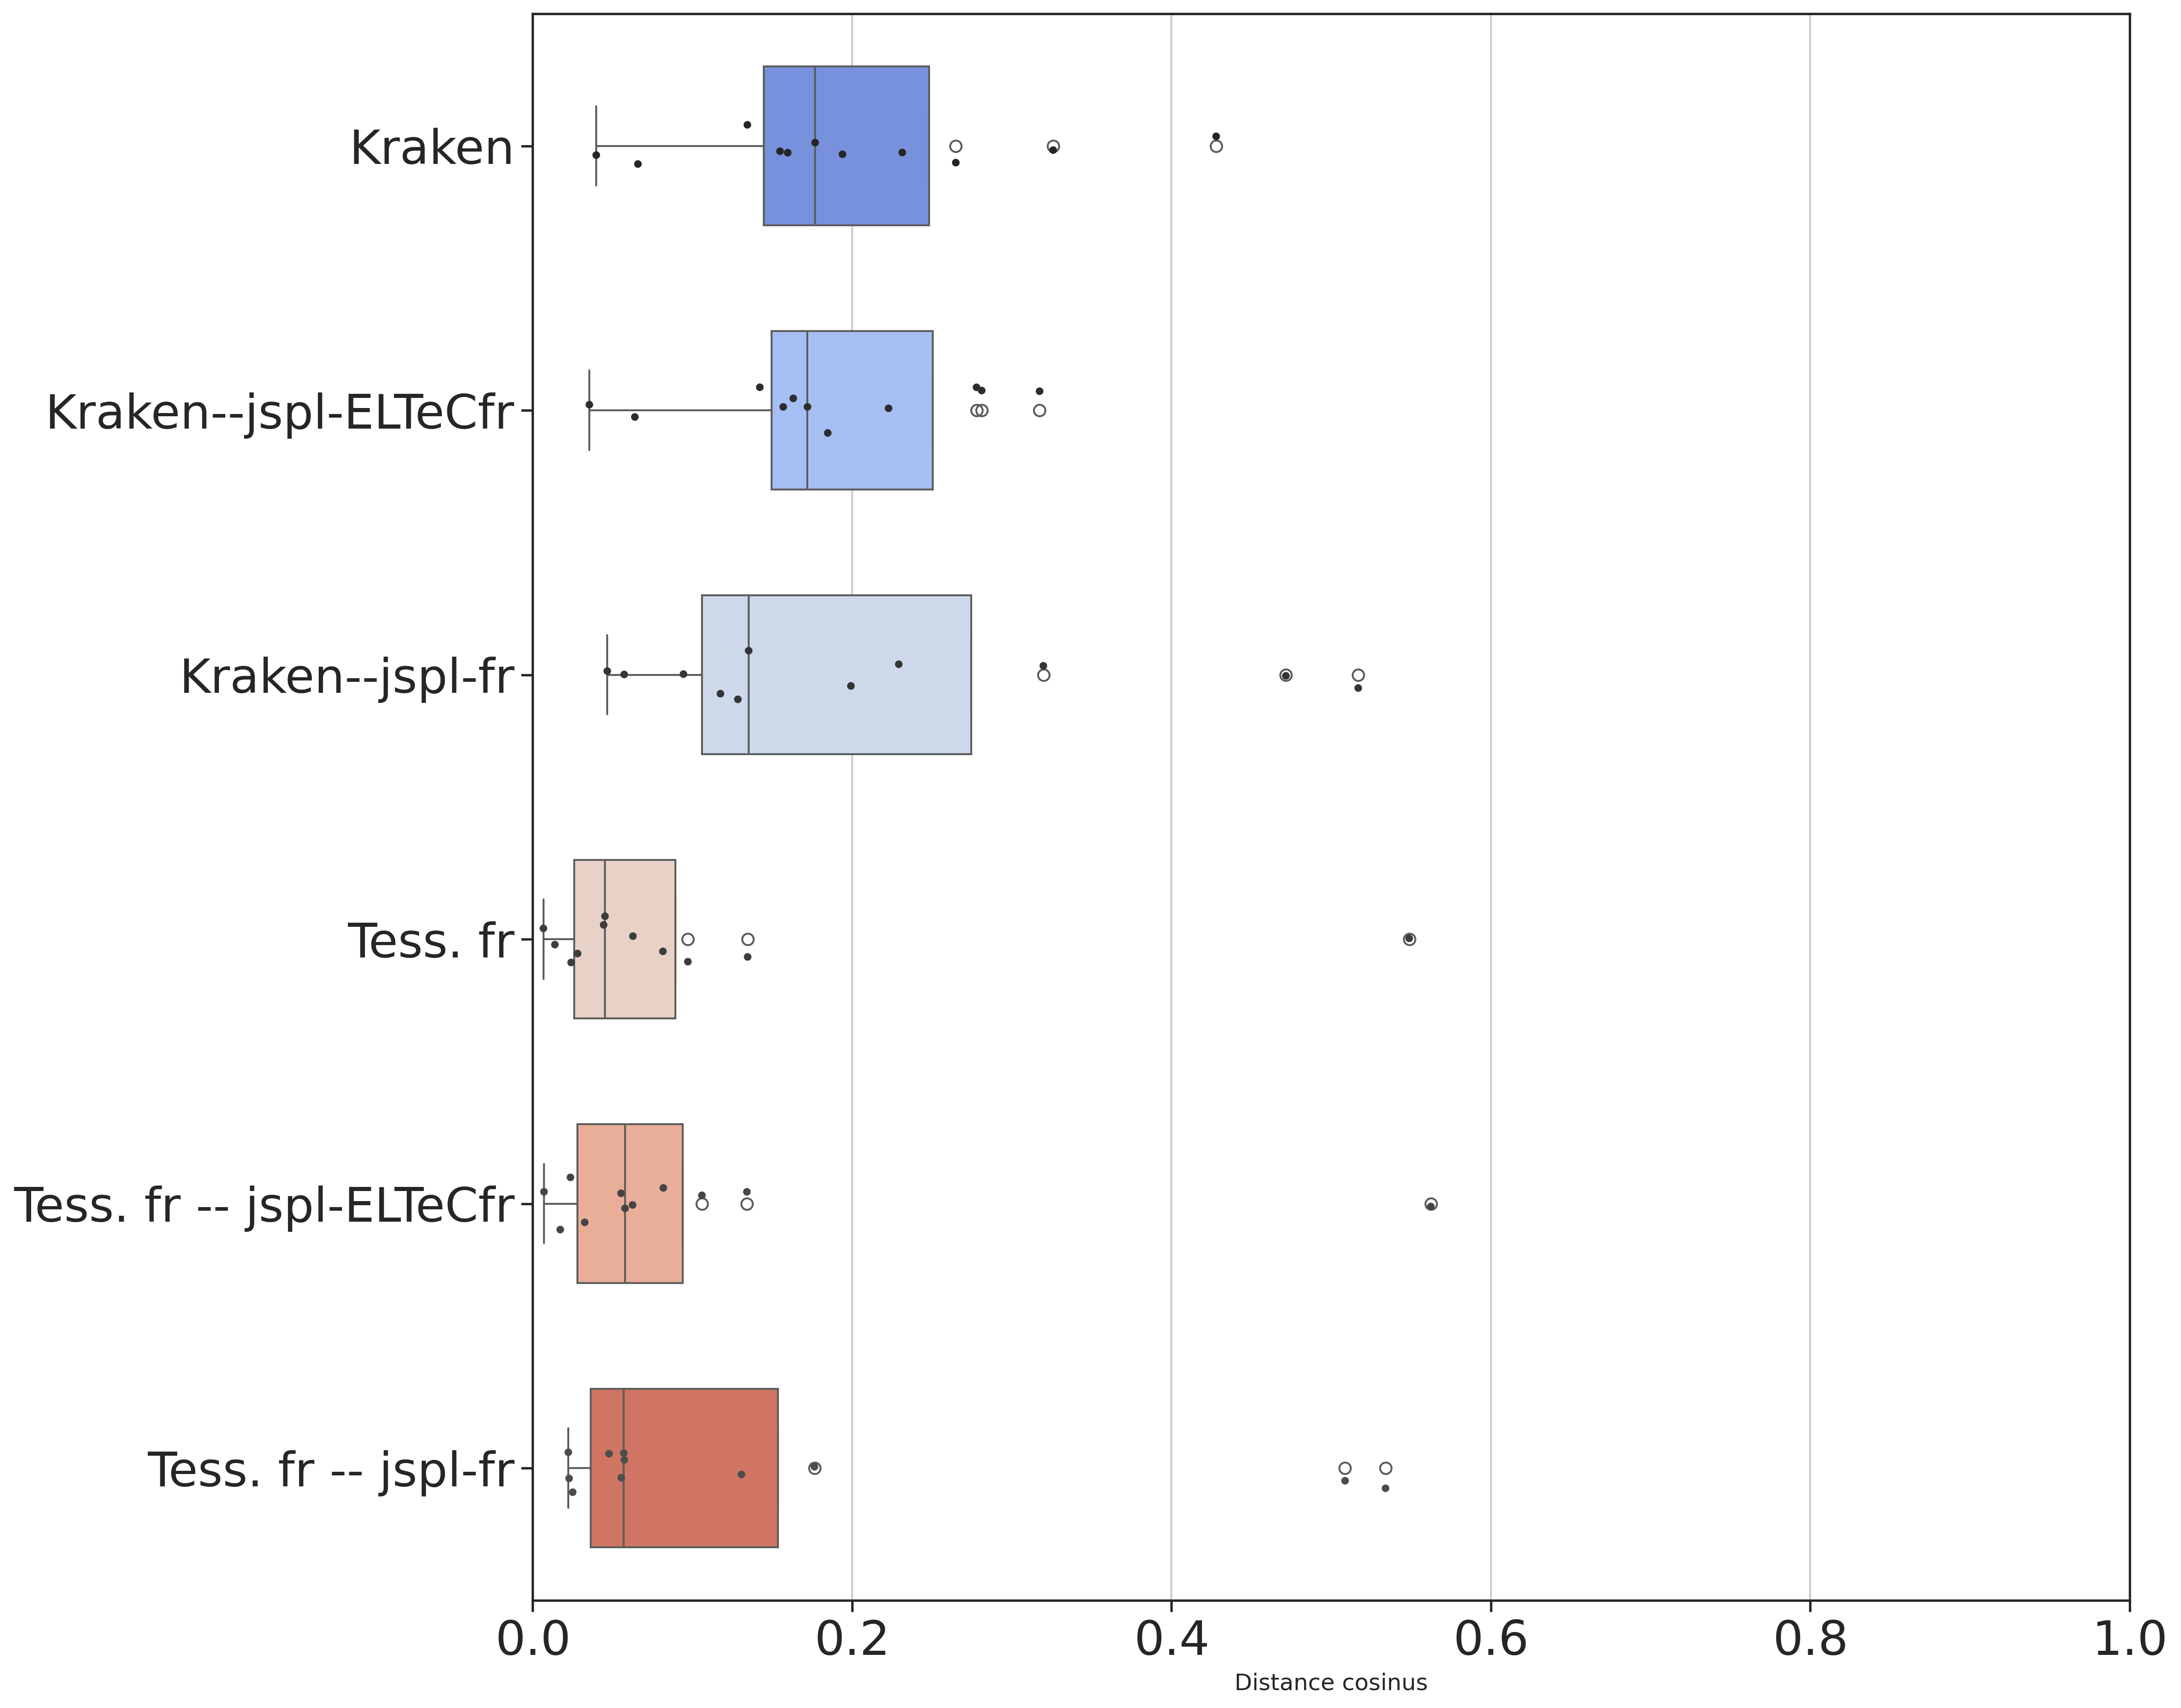 Kraken
Kraken--jspl-ELTeCfr
Kraken--jspl-fr
Tess. fr
Tess. fr -- jspl-ELTeCfr
Tess. fr -- jspl-fr
0.0 0.2 0.4 0.6 0.8 1.0
Distance cosinus